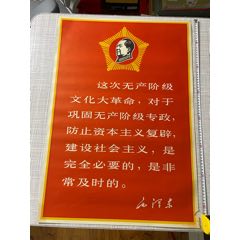 这次无产阶级
文化大革命，对于
巩固无产阶级专政，
防止资本主义复辟，
建设社会主义，是
完全必要的，是非
常及时的。
毛泽东